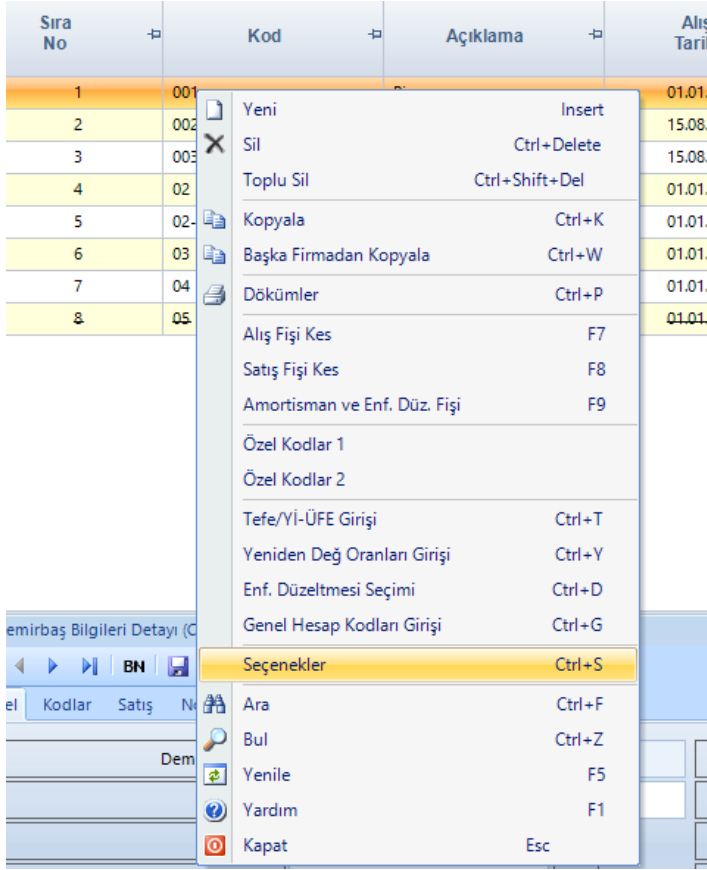 Sıra No Kod Açıklama
1 001
2 002
3 003
4 02 01.01.
5 02- 01.01.
6 03 01.01.
7 04 01.01.
8 05 01.01.
01.01.
15.08.
15.08.
Yeni Insert
Sil Ctrl+Delete
Toplu Sil Ctrl+Shift+Del
Kopyala Ctrl+K
Başka Firmadan Kopyala Ctrl+W
Dökümler Ctrl+P
Alış Fişi Kes F7
Satış Fişi Kes F8
Amortisman ve Enf. Düz. Fişi F9
Özel Kodlar 1
Özel Kodlar 2
Tefe/Yİ-ÜFE Girişi Ctrl+T
Yeniden Değ Oranları Girişi Ctrl+Y
Enf. Düzeltmesi Seçimi Ctrl+D
Genel Hesap Kodları Girişi Ctrl+G
Seçenekler Ctrl+S
Ara Ctrl+F
Bul Ctrl+Z
Yenile F5
Yardım F1
Kapat Esc
emirbaş Bilgileri Detayı (C
BN
el Kodlar Satış
Dem